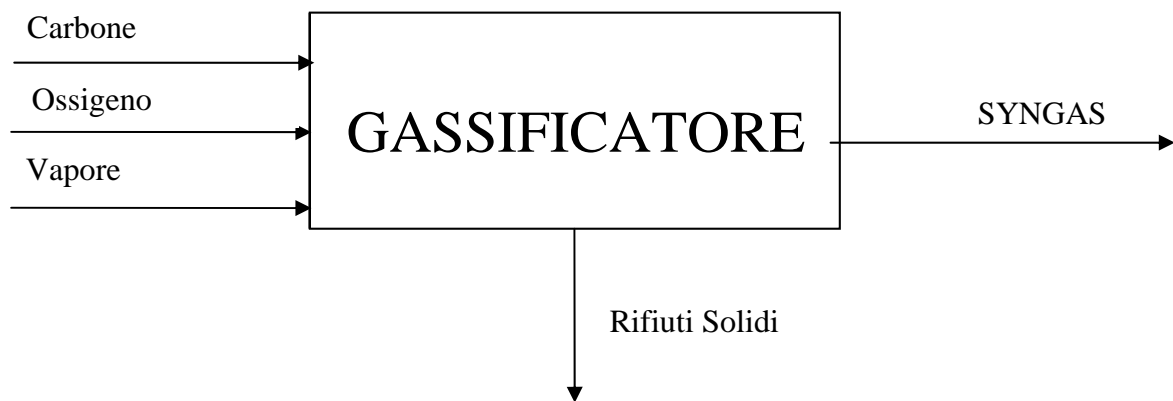 Carbone
Ossigeno
Vapore
GASSIFICATORE
SYNGAS
Rifiuti Solidi